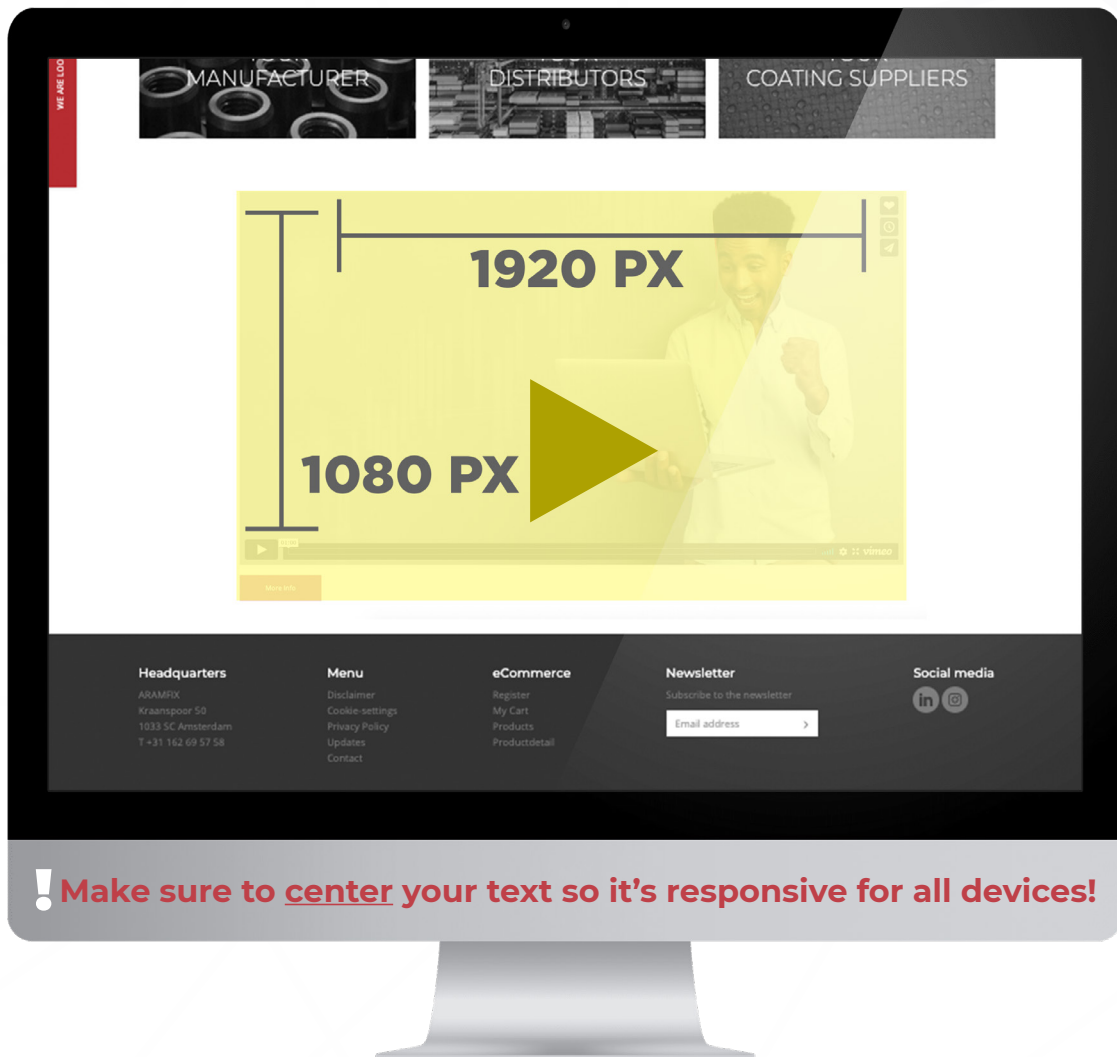 WE ARE LOO
MANUFACTURER
DISTRIBUTORS
COATING SUPPLIERS
1920 PX
1080 PX
vimeo
More info
Headquarters
ARAMFIX
Kraanspoor 50
1033 SC Amsterdam
T +31 162 69 57 58
Menu
Disclaimer
Cookie-settings
Privacy Policy
Updates
Contact
eCommerce
Register
My Cart
Products
Productdetail
Newsletter
Subscribe to the newsletter
Email address
Social media
in
! Make sure to center your text so it's responsive for all devices!